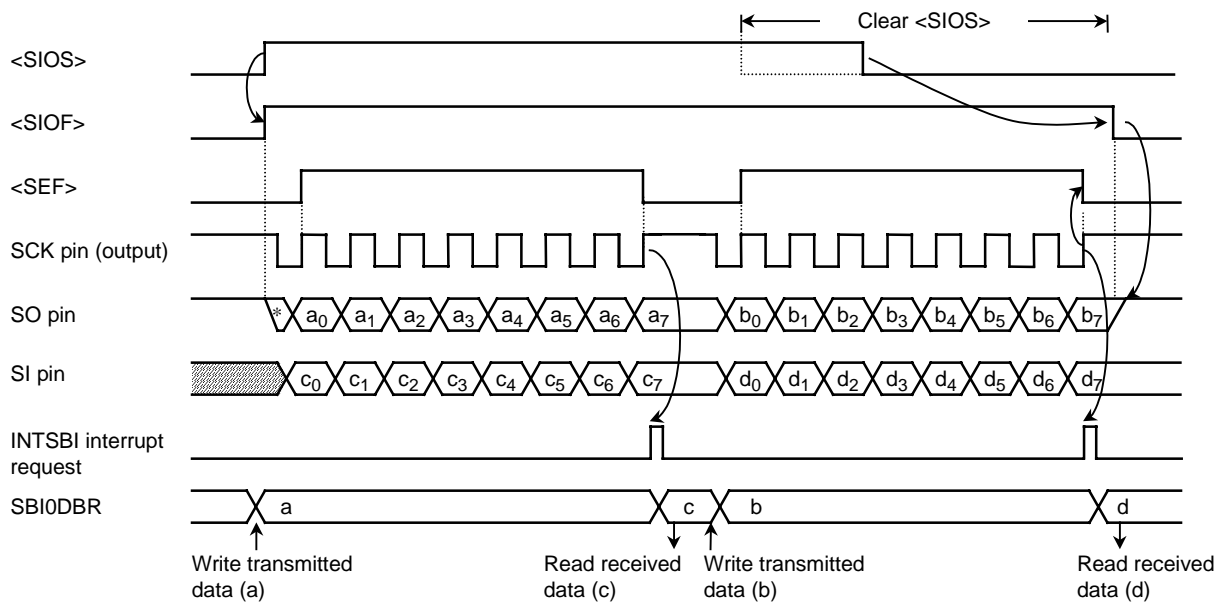 Clear <SIOS>
<SIOS>
<SIOF>
<SEF>
SCK pin (output)
SO pin
* a0 a1 a2 a3 a4 a5 a6 a7 b0 b1 b2 b3 b4 b5 b6 b7
SI pin
c0 c1 c2 c3 c4 c5 c6 c7 d0 d1 d2 d3 d4 d5 d6 d7
INTSBI interrupt
request
SBI0DBR
a c b d
Write transmitted
data (a)
Read received
data (c)
Write transmitted
data (b)
Read received
data (d)